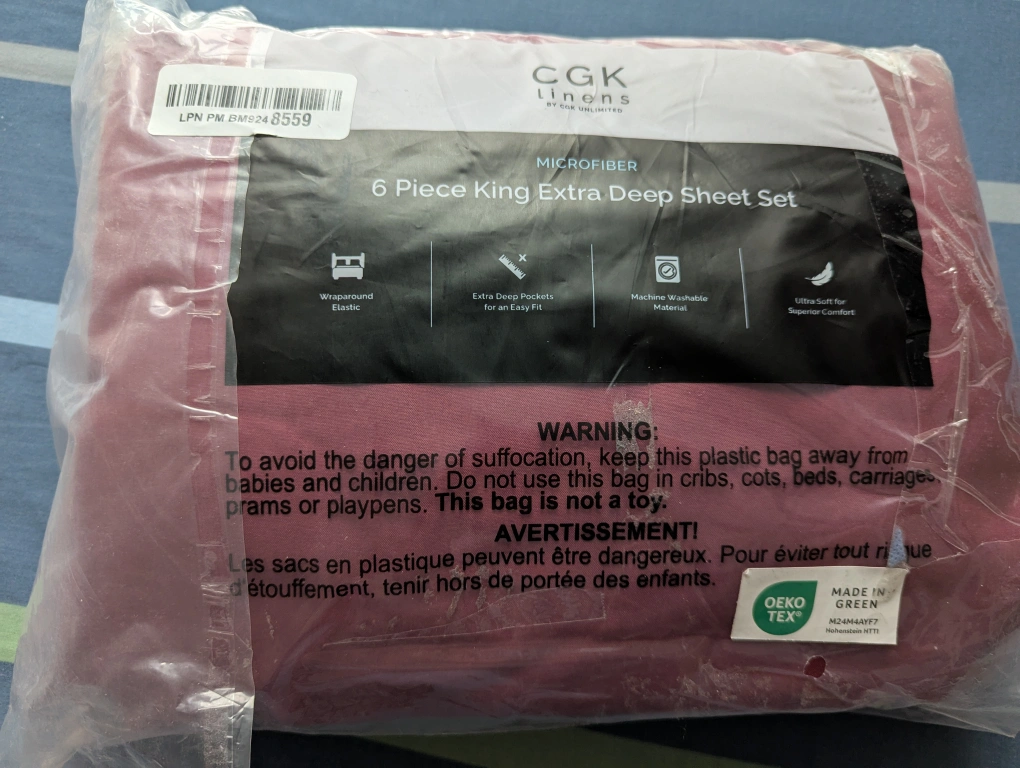 CGK
linens
BY CGK UNLIMITED
LPN PM BM924 8559
MICROFIBER
6 Piece King Extra Deep Sheet Set
Wraparound
Elastic
Extra Deep Pockets
for an Easy Fit
Machine Washable
Material
Ultra Soft for
Superior Comfort
WARNING:
To avoid the danger of suffocation, keep this plastic bag away from
babies and children. Do not use this bag in cribs, cots, beds, carriages,
prams or playpens. This bag is not a toy.
AVERTISSEMENT!
Les sacs en plastique peuvent être dangereux. Pour éviter tout
d'étouffement, tenir hors de portée des enfants.
OEKO
TEX®
MADE IN
GREEN
M24M4AYF7
Hohenstein HTTI